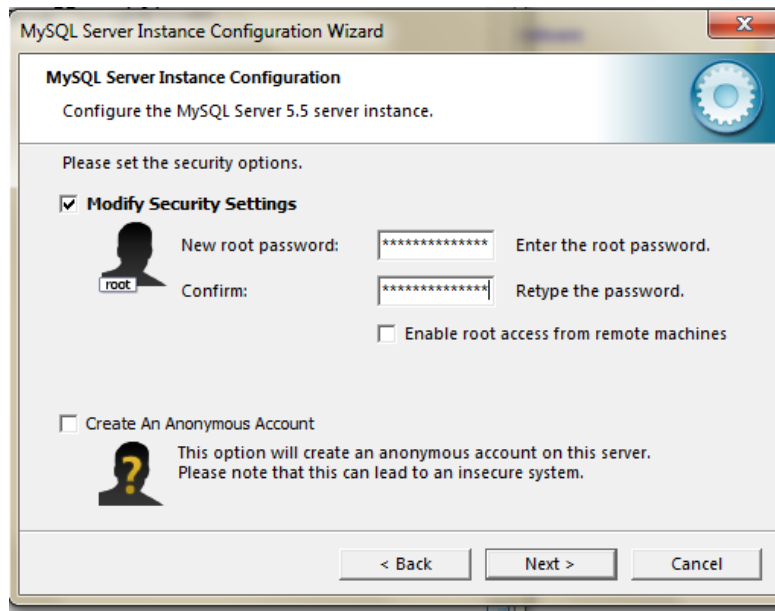 MySQL Server Instance Configuration Wizard
MySQL Server Instance Configuration
Configure the MySQL Server 5.5 server instance.
Please set the security options.
Modify Security Settings
New root password: ************** Enter the root password.
root
Confirm: ************** Retype the password.
Enable root access from remote machines
Create An Anonymous Account
This option will create an anonymous account on this server.
Please note that this can lead to an insecure system.
< Back Next > Cancel